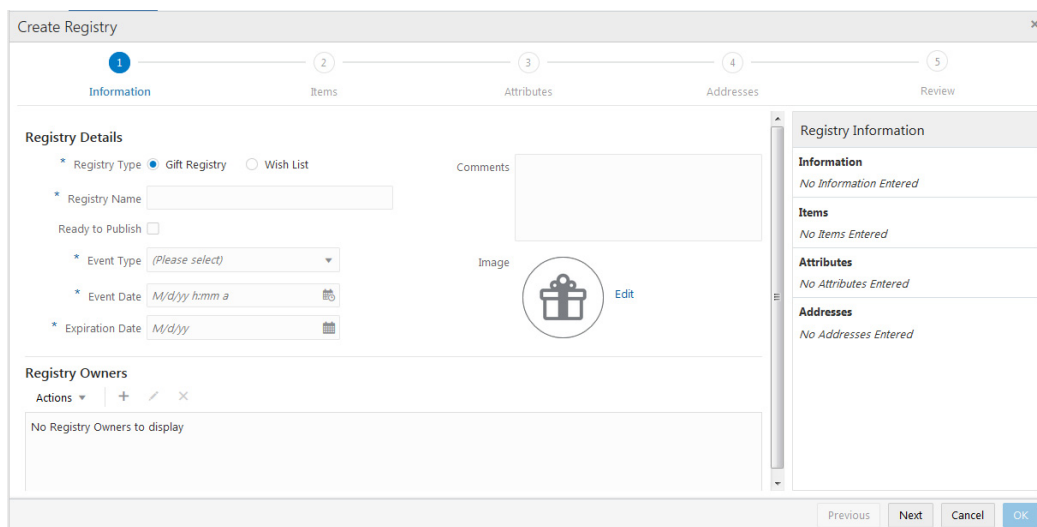 Create Registry
×
1 2 3 4 5
Information Items Attributes Addresses Review
Registry Details
* Registry Type Gift Registry Wish List
* Registry Name
Ready to Publish
* Event Type (Please select)
* Event Date M/d/yy h:mm a
* Expiration Date M/d/yy
Comments
Image
Edit
Registry Owners
Actions
No Registry Owners to display
Registry Information
Information
No Information Entered
Items
No Items Entered
Attributes
No Attributes Entered
Addresses
No Addresses Entered
Previous Next Cancel OK